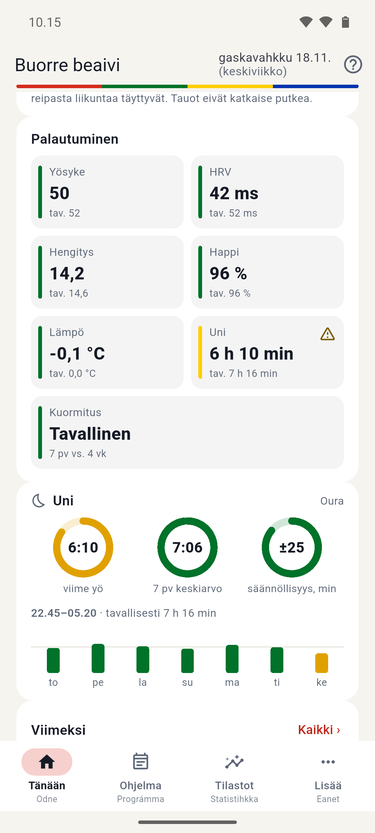 10.15
Buorre beaivi
gaskavahkku 18.11.
(keskiviikko)
reipasta liikuntaa täyttyvät. Tauot eivät katkaise putkea.
Palautuminen
Yösyke
50
tav. 52
HRV
42 ms
tav. 52 ms
Hengitys
14,2
tav. 14,6
Happi
96 %
tav. 96 %
Lämpö
-0,1 °C
tav. 0,0 °C
Uni
6 h 10 min
tav. 7 h 16 min
Kuormitus
Tavallinen
7 pv vs. 4 vk
Uni
Oura
6:10
7:06
±25
viime yö
7 pv keskiarvo
säännöllisyys, min
22.45–05.20 · tavallisesti 7 h 16 min
to pe la su ma ti ke
Viimeksi
Kaikki ›
Tänään
Odne
Ohjelma
Prográmma
Tilastot
Statistihkka
Lisää
Eanet